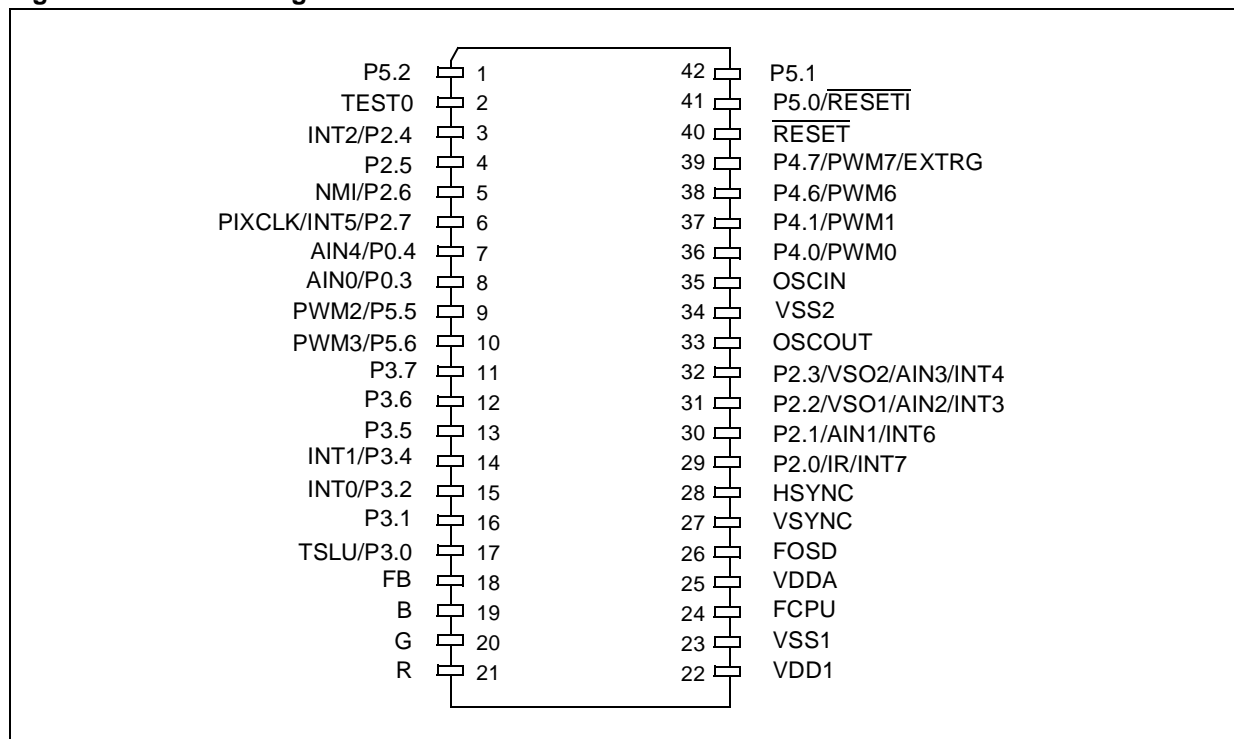 P5.2 1 42 P5.1
TEST0 2 41 P5.0/RESETI
INT2/P2.4 3 40 RESET
P2.5 4 39 P4.7/PWM7/EXTRG
NMI/P2.6 5 38 P4.6/PWM6
PIXCLK/INT5/P2.7 6 37 P4.1/PWM1
AIN4/P0.4 7 36 P4.0/PWM0
AIN0/P0.3 8 35 OSCIN
PWM2/P5.5 9 34 VSS2
PWM3/P5.6 10 33 OSCOUT
P3.7 11 32 P2.3/VSO2/AIN3/INT4
P3.6 12 31 P2.2/VSO1/AIN2/INT3
P3.5 13 30 P2.1/AIN1/INT6
INT1/P3.4 14 29 P2.0/IR/INT7
INT0/P3.2 15 28 HSYNC
P3.1 16 27 VSYNC
TSLU/P3.0 17 26 FOSD
FB 18 25 VDDA
B 19 24 FCPU
G 20 23 VSS1
R 21 22 VDD1